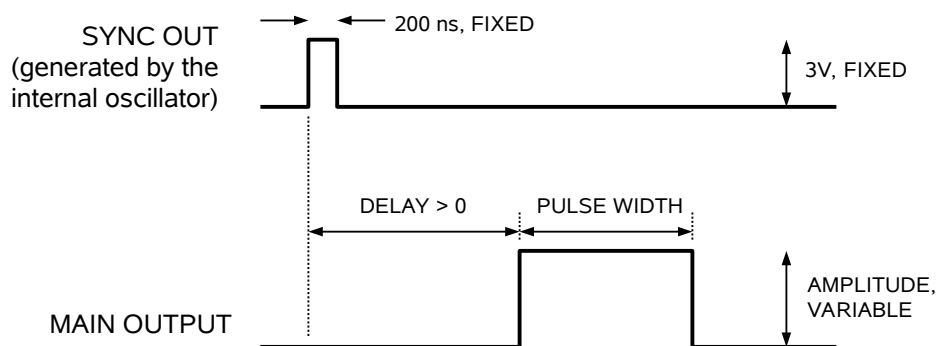 200 ns, FIXED
SYNC OUT
(generated by the
internal oscillator)
3V, FIXED
DELAY > 0
PULSE WIDTH
AMPLITUDE,
VARIABLE
MAIN OUTPUT